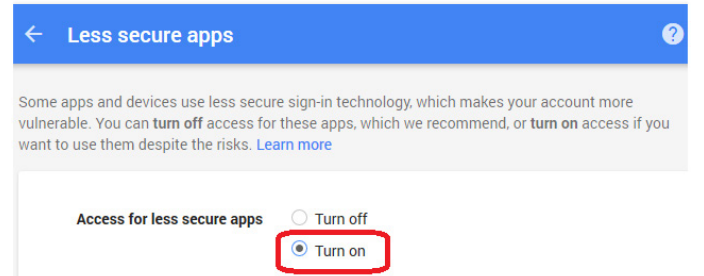 Less secure apps
Some apps and devices use less secure sign-in technology, which makes your account more
vulnerable. You can turn off access for these apps, which we recommend, or turn on access if you
want to use them despite the risks. Learn more
Access for less secure apps
Turn off
Turn on